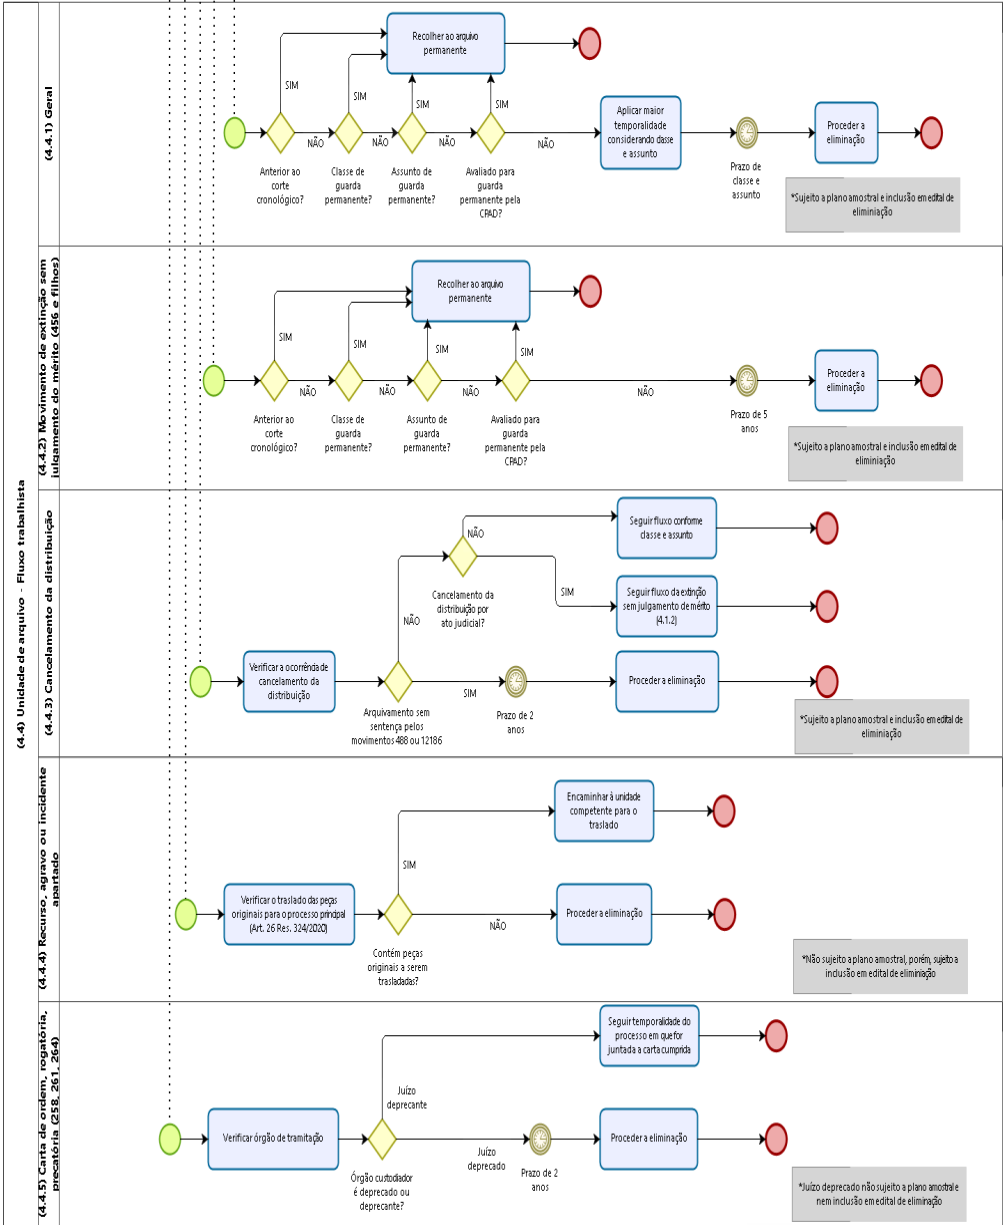 (4.4) Unidade de arquivo - Fluxo trabalhista
(4.4.1) Geral
Recolher ao arquivo
permanente
SIM
SIM
SIM
SIM
NÃO
NÃO
NÃO
NÃO
Anterior ao
corte
cronológico?
Classe de
guarda
permanente?
Assunto de
guarda
permanente?
Avaliado para
guarda
permanente pela
CPAD?
Aplicar maior
temporalidade
considerando classe
e assunto
Prazo de
classe e
assunto
Proceder a
eliminação
*Sujeito a plano amostral e inclusão em edital de
eliminiação
(4.4.2) Movimento de extinção sem
julgamento do mérito (456 e filhos)
Recolher ao arquivo
permanente
SIM
SIM
SIM
SIM
NÃO
NÃO
NÃO
NÃO
Anterior ao
corte
cronológico?
Classe de
guarda
permanente?
Assunto de
guarda
permanente?
Avaliado para
guarda
permanente pela
CPAD?
Prazo de 5
anos
Proceder a
eliminação
*Sujeito a plano amostral e inclusão em edital de
eliminiação
(4.4.3) Cancelamento da distribuição
Verificar a ocorrência de
cancelamento da
distribuição
Arquivamento sem
sentença pelos
movimentos 488 ou 12186
NÃO
SIM
Cancelamento da
distribuição por
ato judicial?
NÃO
SIM
Seguir fluxo conforme
classe e assunto
Seguir fluxo da extinção
sem julgamento de mérito
(4.1.2)
Prazo de 2
anos
Proceder a eliminação
*Sujeito a plano amostral e inclusão em edital de
eliminiação
(4.4.4) Recurso, agravo ou incidente
apartado
Verificar o traslado das peças
originais para o processo principal
(Art. 26 Res. 324/2020)
Contém peças
originais a serem
trasladadas?
SIM
NÃO
Encaminhar à unidade
competente para o
traslado
Proceder a eliminação
*Não sujeito a plano amostral, porém, sujeito a
inclusão em edital de eliminiação
(4.4.5) Carta de ordem, rogatória,
precatória (258, 261, 264)
Verificar órgão de tramitação
Órgão custodiador
é deprecado ou
deprecante?
Juízo
deprecante
Juízo
deprecado
Seguir temporalidade do
processo em que for
juntada a carta cumprida
Prazo de 2
anos
Proceder a eliminação
*Juízo deprecado não sujeito a plano amostral e
nem inclusão em edital de eliminação